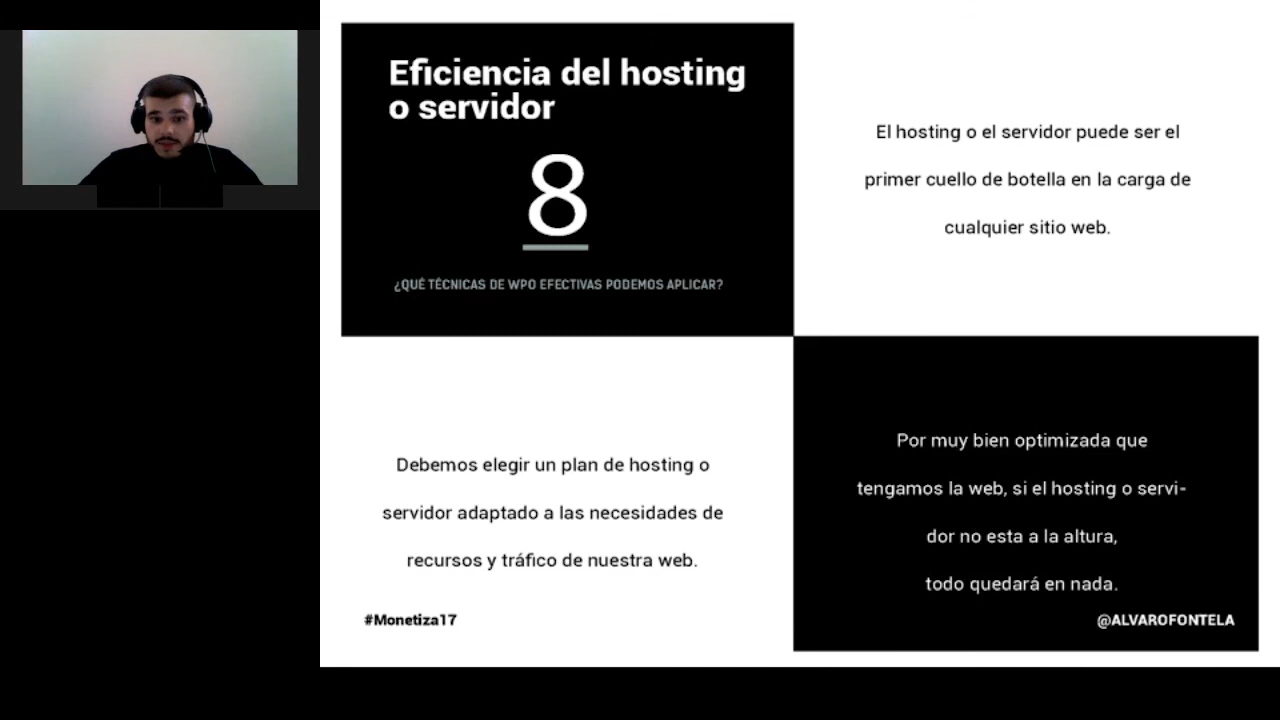 Eficiencia del hosting
o servidor
8
¿QUÉ TÉCNICAS DE WPO EFECTIVAS PODEMOS APLICAR?
El hosting o el servidor puede ser el
primer cuello de botella en la carga de
cualquier sitio web.
Debemos elegir un plan de hosting o
servidor adaptado a las necesidades de
recursos y tráfico de nuestra web.
#Monetiza17
Por muy bien optimizada que
tengamos la web, si el hosting o servi-
dor no esta a la altura,
todo quedará en nada.
@ALVAROFONTELA